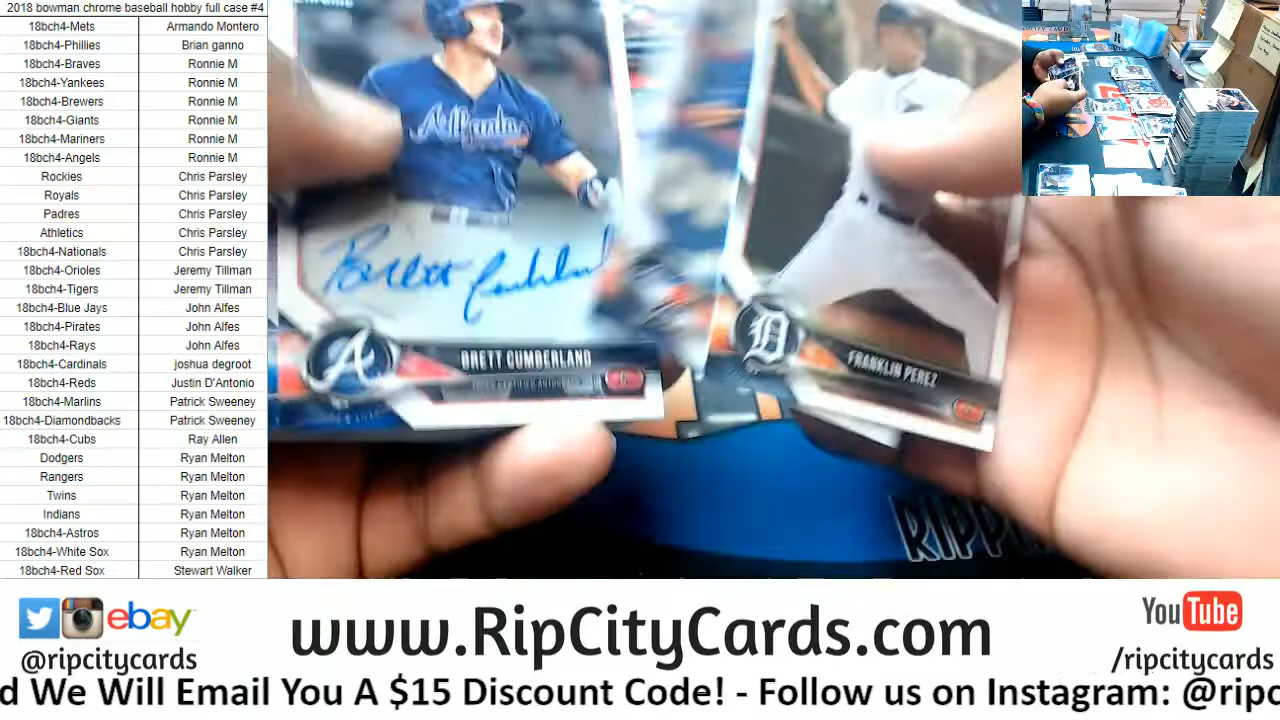 2018 bowman chrome baseball hobby full case #4
18bch4-Mets Armando Montero
18bch4-Phillies Brian ganno
18bch4-Braves Ronnie M
18bch4-Yankees Ronnie M
18bch4-Brewers Ronnie M
18bch4-Giants Ronnie M
18bch4-Mariners Ronnie M
18bch4-Angels Ronnie M
Rockies Chris Parsley
Royals Chris Parsley
Padres Chris Parsley
Athletics Chris Parsley
18bch4-Nationals Chris Parsley
18bch4-Orioles Jeremy Tillman
18bch4-Tigers Jeremy Tillman
18bch4-Blue Jays John Alfes
18bch4-Pirates John Alfes
18bch4-Rays John Alfes
18bch4-Cardinals joshua degroot
18bch4-Reds Justin D'Antonio
18bch4-Marlins Patrick Sweeney
18bch4-Diamondbacks Patrick Sweeney
18bch4-Cubs Ray Allen
Dodgers Ryan Melton
Rangers Ryan Melton
Twins Ryan Melton
Indians Ryan Melton
18bch4-Astros Ryan Melton
18bch4-White Sox Ryan Melton
18bch4-Red Sox Stewart Walker
Atlanta
Brett Cumberland
A
BRETT CUMBERLAND
D
FRANKLIN PEREZ
RIPP
ebay
@ripcitycards
www.RipCityCards.com
YouTube
/ripcitycards
d We Will Email You A $15 Discount Code! - Follow us on Instagram: @ripc